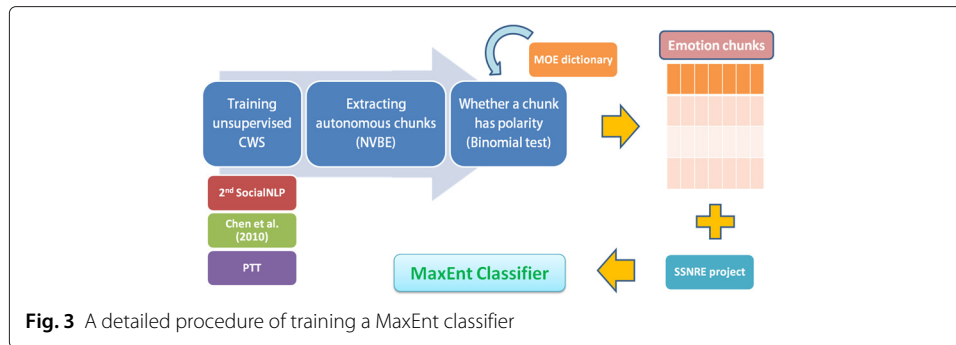 MOE dictionary
Emotion chunks
Training
unsupervised
CWS
Extracting
autonomous chunks
(NVBE)
Whether a chunk
has polarity
(Binomial test)
2nd SocialNLP
Chen et al.
(2010)
PTT
MaxEnt Classifier
SSNRE project
Fig. 3 A detailed procedure of training a MaxEnt classifier